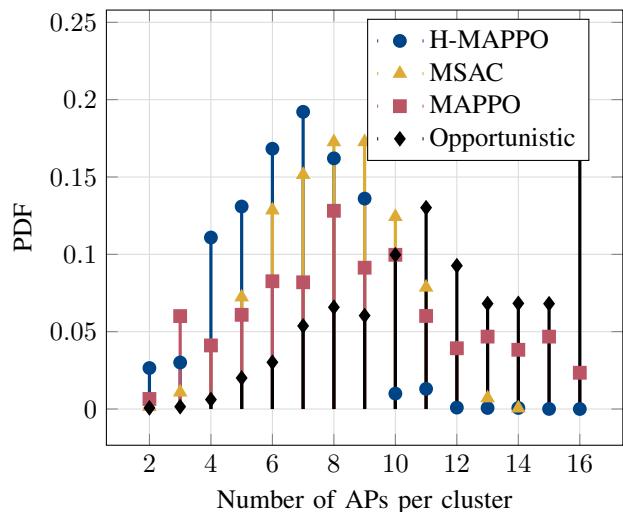 0.25
0.2
0.15
0.1
0.05
0
PDF
H-MAPPO
MSAC
MAPPO
Opportunistic
2 4 6 8 10 12 14 16
Number of APs per cluster